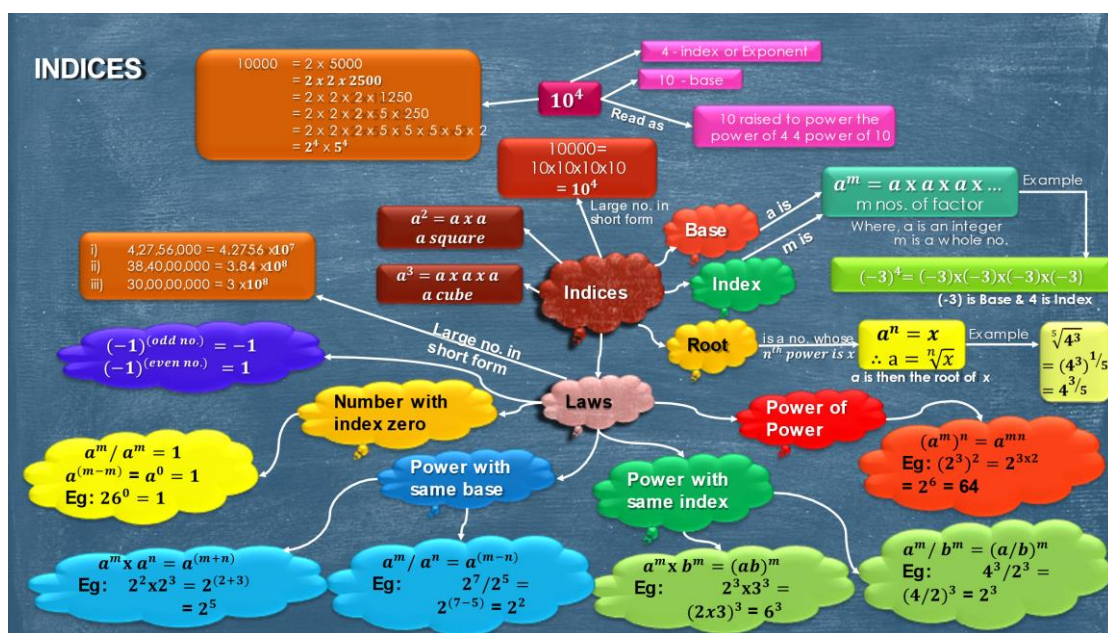 INDICES
10000 = 2 x 5000
= 2 x 2 x 2500
= 2 x 2 x 2 x 1250
= 2 x 2 x 2 x 5 x 250
= 2 x 2 x 2 x 5 x 5 x 5 x 5 x 2
= 2⁴ x 5⁴
10⁴
4 - index or Exponent
10 - base
Read as
10 raised to power the
power of 4 4 power of 10
10000=
10x10x10x10
= 10⁴
Large no. in
short form
a² = a x a
a square
a³ = a x a x a
a cube
Indices
Base
a is
Index
m is
aᵐ = a x a x a x ...
m nos. of factor
Where, a is an integer
m is a whole no.
Example
(−3)⁴= (−3)x(−3)x(−3)x(−3)
(-3) is Base & 4 is Index
Root
is a no. whose
nᵗʰ power is x
aⁿ = x
∴ a = ⁿ√x
a is then the root of x
Example
⁵√4³
= (4³)^1/5
= 4^3/5
i) 4,27,56,000 = 4.2756 x10⁷
ii) 38,40,00,000 = 3.84 x10⁸
iii) 30,00,00,000 = 3 x10⁸
Large no. in
short form
Laws
(−1)^(odd no.) = −1
(−1)^(even no.) = 1
Number with
index zero
aᵐ/ aᵐ = 1
a^(m−m) = a⁰ = 1
Eg: 26⁰ = 1
Power with
same base
aᵐx aⁿ = a^(m+n)
Eg: 2²x2³ = 2^(2+3)
= 2⁵
aᵐ/ aⁿ = a^(m−n)
Eg: 2⁷/2⁵ =
2^(7−5) = 2²
Power with
same index
aᵐx bᵐ = (ab)ᵐ
Eg: 2³x3³ =
(2x3)³ = 6³
aᵐ/ bᵐ = (a/b)ᵐ
Eg: 4³/2³ =
(4/2)³ = 2³
Power of
Power
(aᵐ)ⁿ = aᵐⁿ
Eg: (2³)² = 2^3x2
= 2⁶ = 64